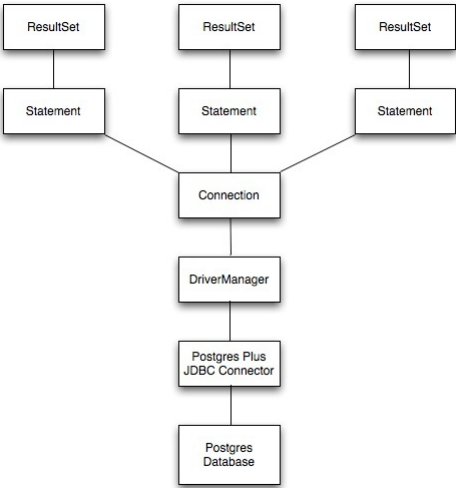 ResultSet
ResultSet
ResultSet
Statement
Statement
Statement
Connection
DriverManager
Postgres Plus
JDBC Connector
Postgres
Database